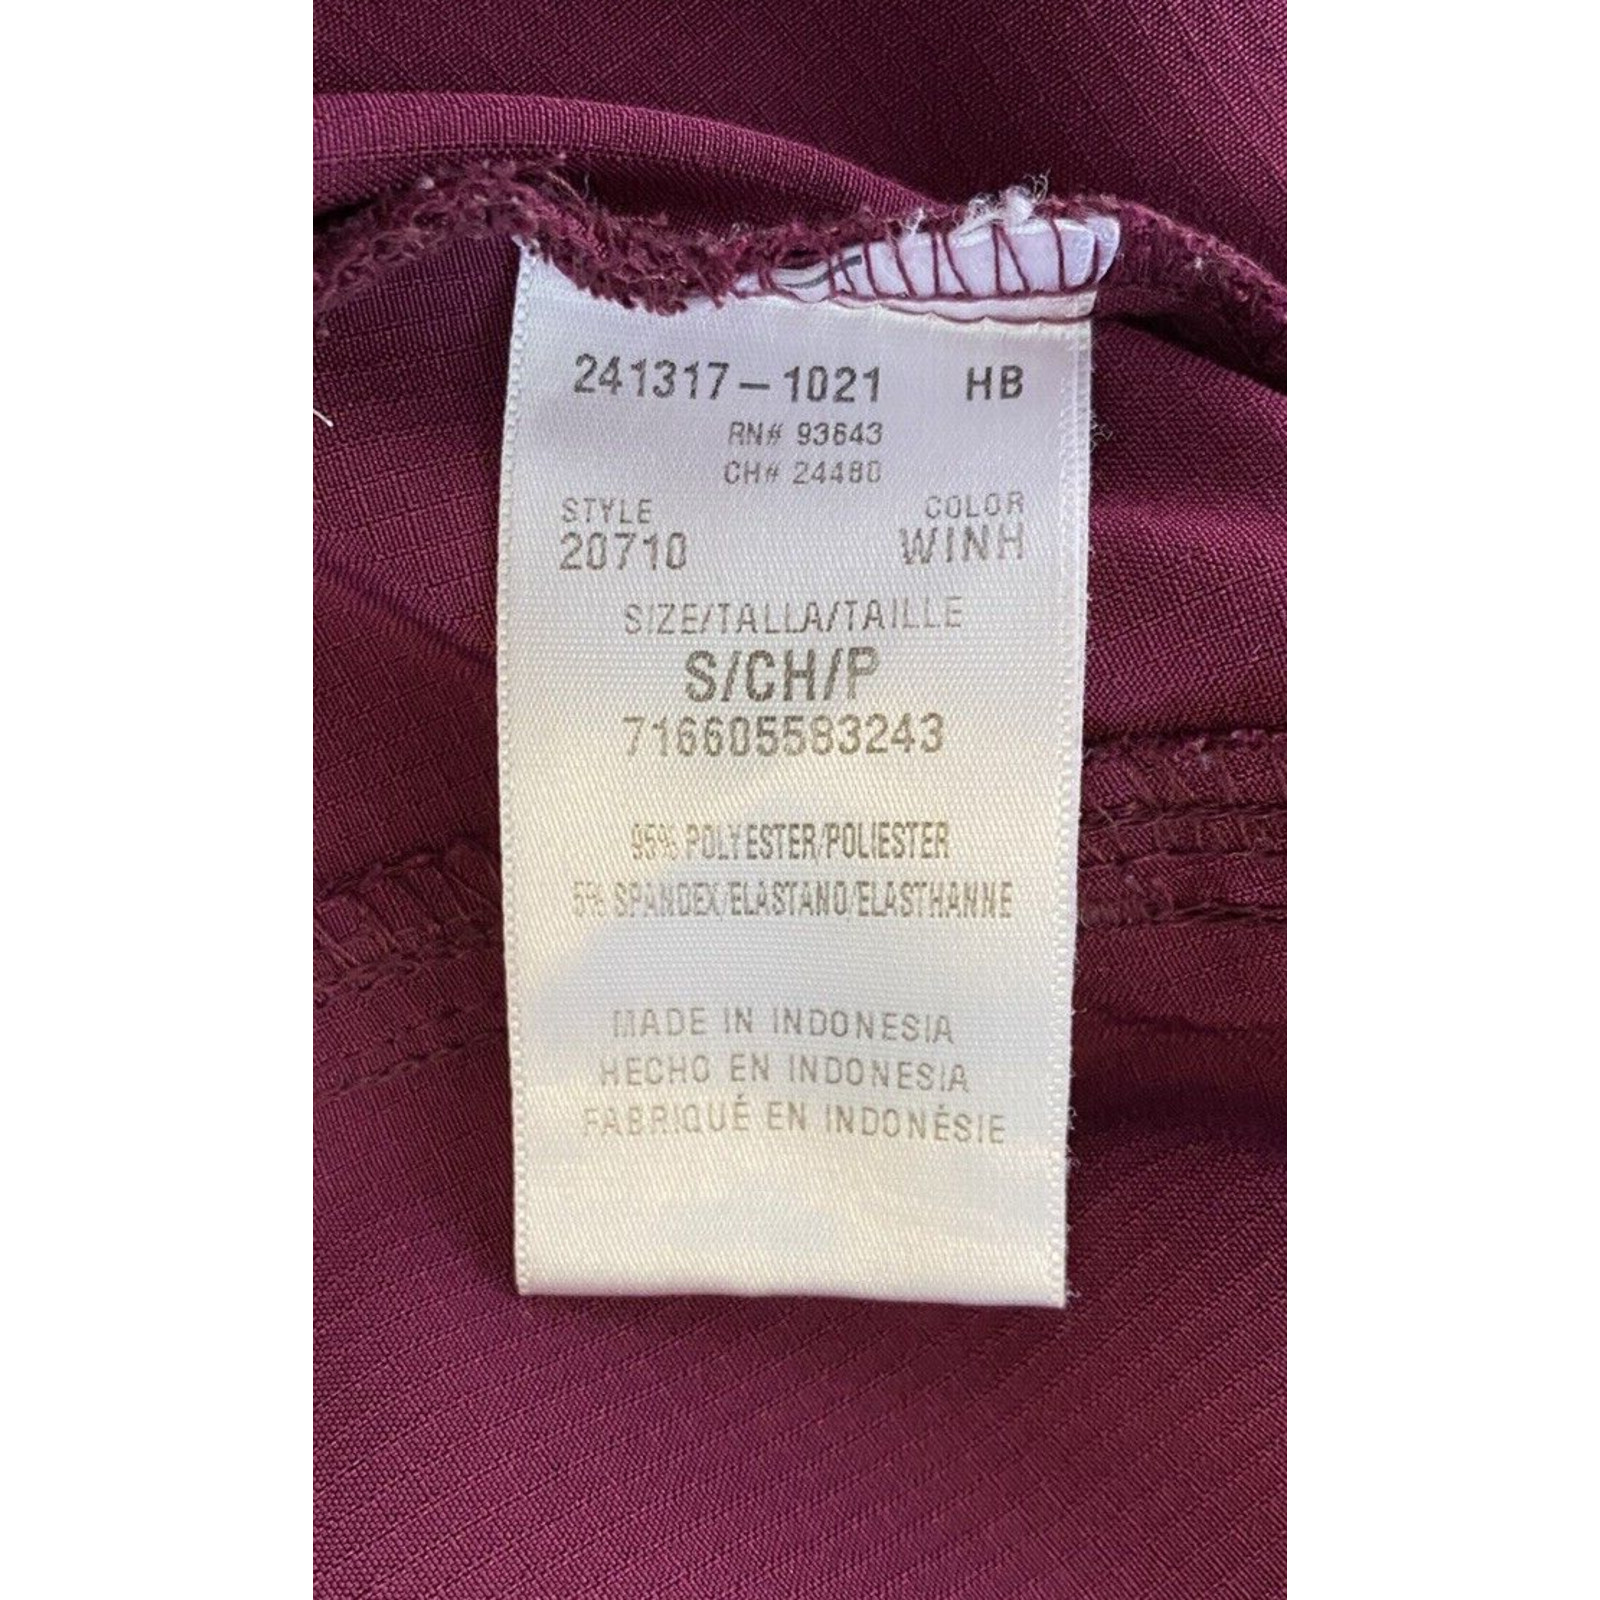 241317-1021 HB
RN# 93643
CH# 24480
STYLE COLOR
20710 WINH
SIZE/TALLA/TAILLE
S/CH/P
716605583243
95% POLYESTER/POLIESTER
5% SPANDEX/ELASTANO/ELASTHANNE
MADE IN INDONESIA
HECHO EN INDONESIA
FABRIQUÉ EN INDONÉSIE